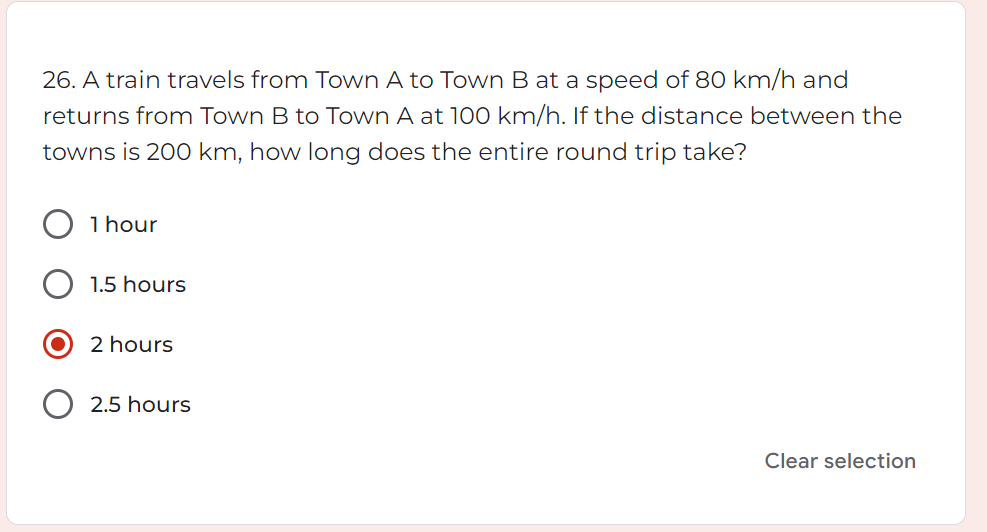 26. A train travels from Town A to Town B at a speed of 80 km/h and
returns from Town B to Town A at 100 km/h. If the distance between the
towns is 200 km, how long does the entire round trip take?
1 hour
1.5 hours
2 hours
2.5 hours
Clear selection